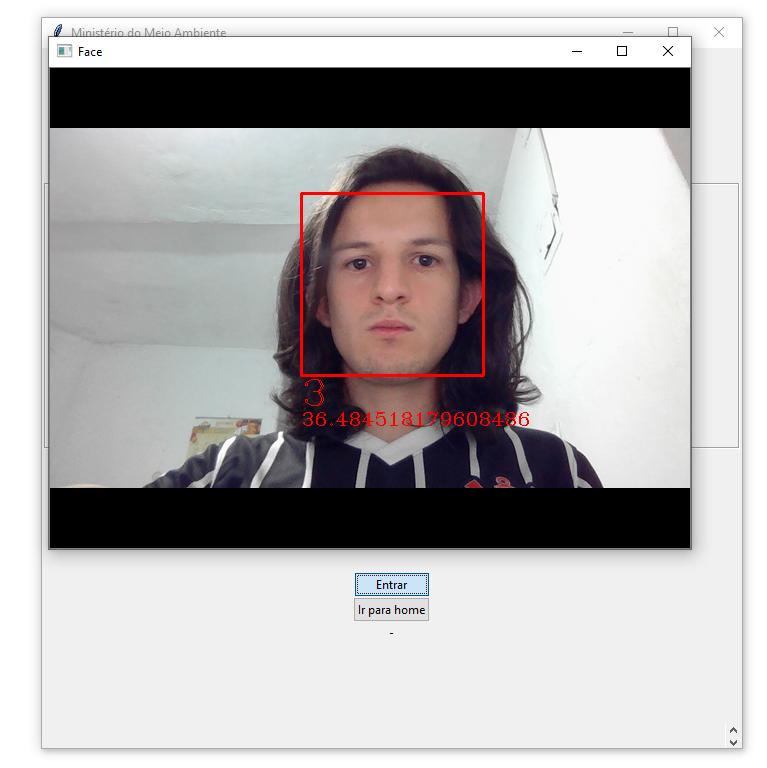 Ministério do Meio Ambiente
Face
3
36.484518179608486
Entrar
Ir para home
-